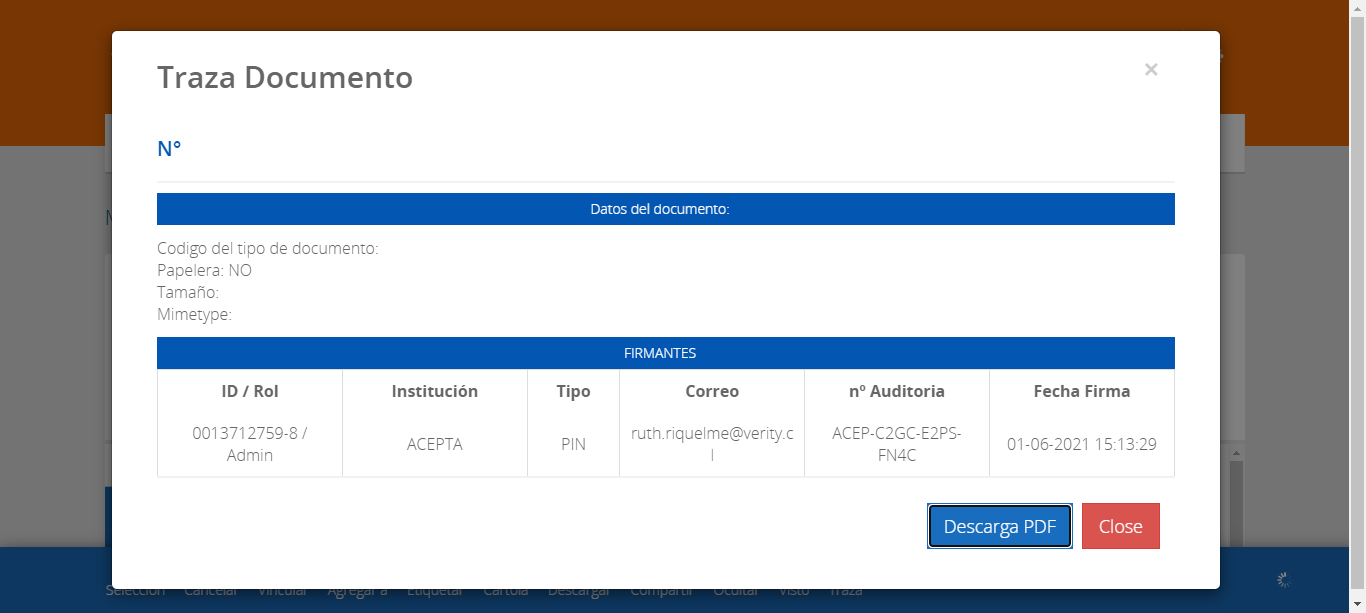 Traza Documento
×
N°
Datos del documento:
Codigo del tipo de documento:
Papelera: NO
Tamaño:
Mimetype:
FIRMANTES
ID / Rol Institución Tipo Correo nº Auditoria Fecha Firma
0013712759-8 / ruth.riquelme@verity.c ACEP-C2GC-E2PS-
ACEPTA PIN 01-06-2021 15:13:29
Admin l FN4C
Descarga PDF Close
Selección Cancelar Vincular Agregar a Etiquetar Cartola Descargar Compartir Ocultar Visto Traza